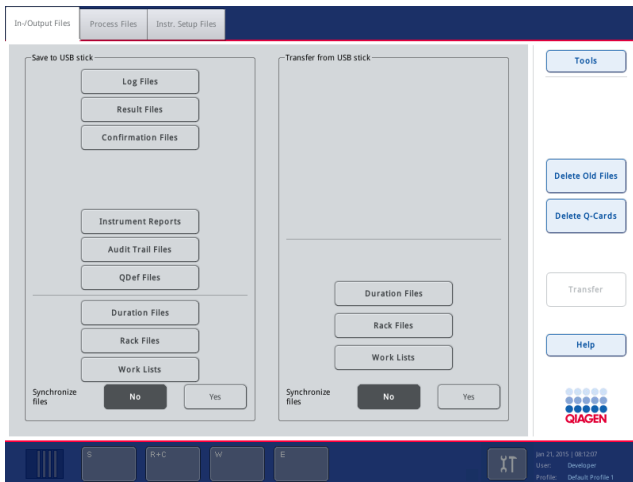 In-/Output Files
Process Files
Instr. Setup Files
Save to USB stick
Log Files
Result Files
Confirmation Files
Instrument Reports
Audit Trail Files
QDef Files
Duration Files
Rack Files
Work Lists
Synchronize
files
No
Yes
Transfer from USB stick
Duration Files
Rack Files
Work Lists
Synchronize
files
No
Yes
Tools
Delete Old Files
Delete Q-Cards
Transfer
Help
QIAGEN
S
R+C
W
E
Jan 21, 2015 | 08:12:07
User: Developer
Profile: Default Profile 1